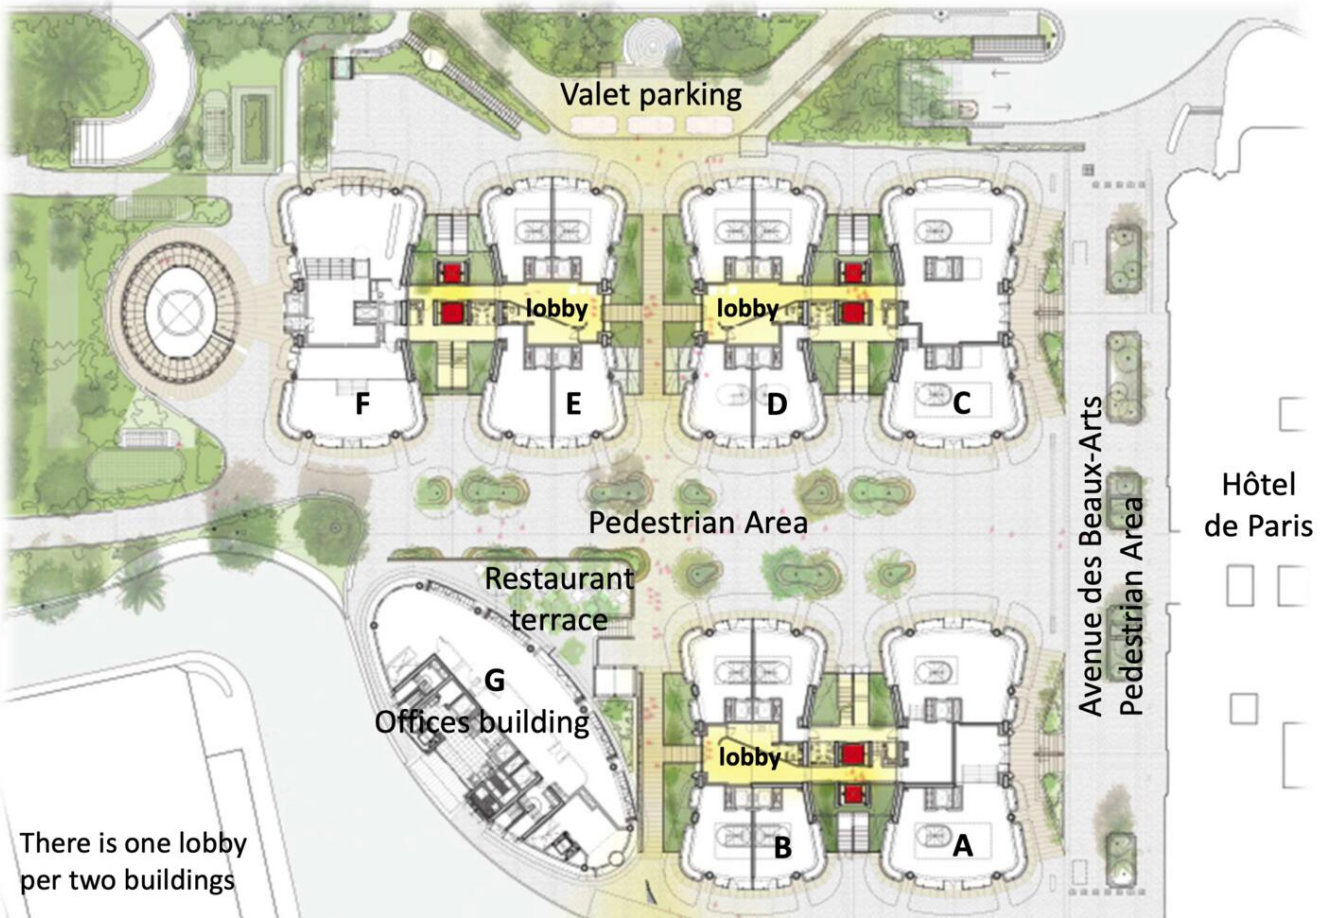 Valet parking
lobby
lobby
F
E
D
C
Avenue des Beaux-Arts
Pedestrian Area
Hôtel
de Paris
Pedestrian Area
Restaurant
terrace
G
Offices building
lobby
B
A
There is one lobby
per two buildings